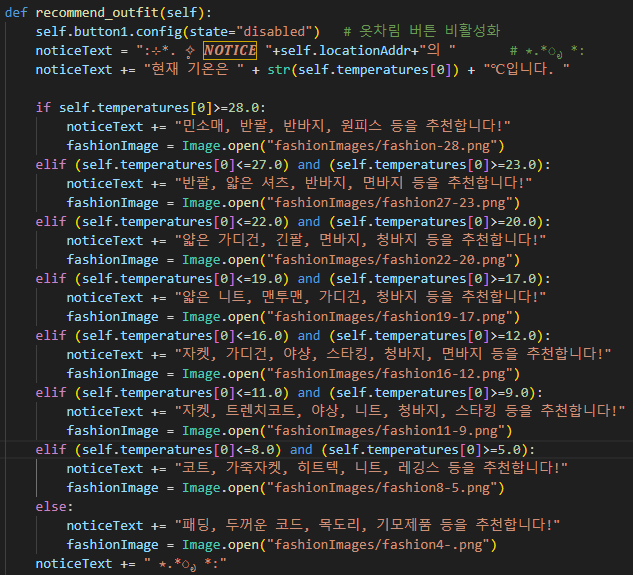 def recommend_outfit(self):
    self.button1.config(state="disabled")   # 옷차림 버튼 비활성화
    noticeText = ":⊹*. ✧̥ 𝑵𝑶𝑻𝑰𝑪𝑬 "+self.locationAddr+"의 "       # ⋆.*ೃ *:
    noticeText += "현재 기온은 " + str(self.temperatures[0]) + "℃입니다. "

    if self.temperatures[0]>=28.0:
        noticeText += "민소매, 반팔, 반바지, 원피스 등을 추천합니다!"
        fashionImage = Image.open("fashionImages/fashion-28.png")
    elif (self.temperatures[0]<=27.0) and (self.temperatures[0]>=23.0):
        noticeText += "반팔, 얇은 셔츠, 반바지, 면바지 등을 추천합니다!"
        fashionImage = Image.open("fashionImages/fashion27-23.png")
    elif (self.temperatures[0]<=22.0) and (self.temperatures[0]>=20.0):
        noticeText += "얇은 가디건, 긴팔, 면바지, 청바지 등을 추천합니다!"
        fashionImage = Image.open("fashionImages/fashion22-20.png")
    elif (self.temperatures[0]<=19.0) and (self.temperatures[0]>=17.0):
        noticeText += "얇은 니트, 맨투맨, 가디건, 청바지 등을 추천합니다!"
        fashionImage = Image.open("fashionImages/fashion19-17.png")
    elif (self.temperatures[0]<=16.0) and (self.temperatures[0]>=12.0):
        noticeText += "자켓, 가디건, 야샹, 스타킹, 청바지, 면바지 등을 추천합니다!"
        fashionImage = Image.open("fashionImages/fashion16-12.png")
    elif (self.temperatures[0]<=11.0) and (self.temperatures[0]>=9.0):
        noticeText += "자켓, 트렌치코트, 야상, 니트, 청바지, 스타킹 등을 추천합니다!"
        fashionImage = Image.open("fashionImages/fashion11-9.png")
    elif (self.temperatures[0]<=8.0) and (self.temperatures[0]>=5.0):
        noticeText += "코트, 가죽자켓, 히트텍, 니트, 레깅스 등을 추천합니다!"
        fashionImage = Image.open("fashionImages/fashion8-5.png")
    else:
        noticeText += "패딩, 두꺼운 코드, 목도리, 기모제품 등을 추천합니다!"
        fashionImage = Image.open("fashionImages/fashion4-.png")
    noticeText += " ⋆.*ೃ *:"